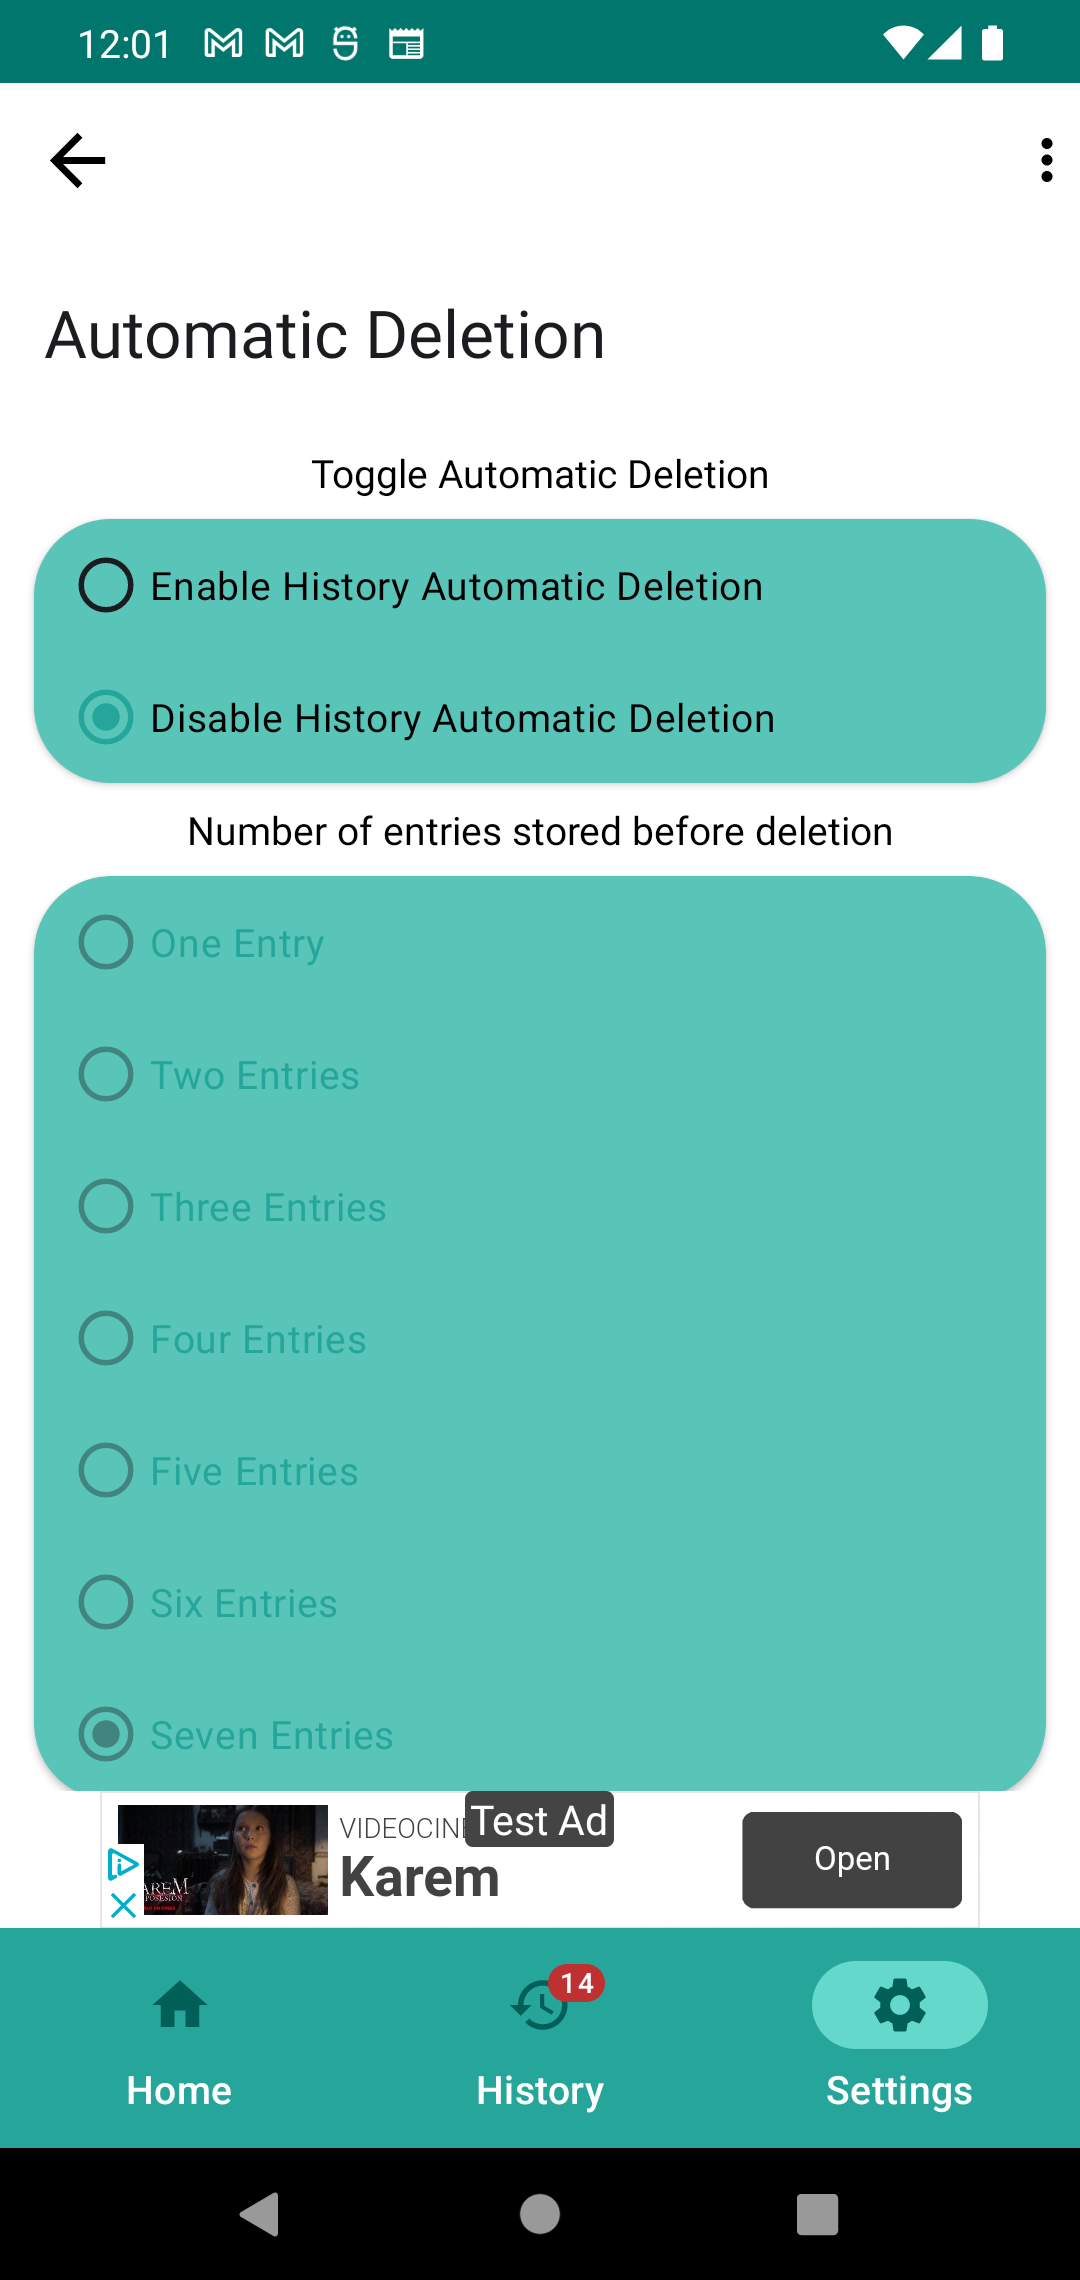 12:01
Automatic Deletion
Toggle Automatic Deletion
Enable History Automatic Deletion
Disable History Automatic Deletion
Number of entries stored before deletion
One Entry
Two Entries
Three Entries
Four Entries
Five Entries
Six Entries
Seven Entries
Test Ad
VIDEOCINE
Karem
Open
14
Home
History
Settings